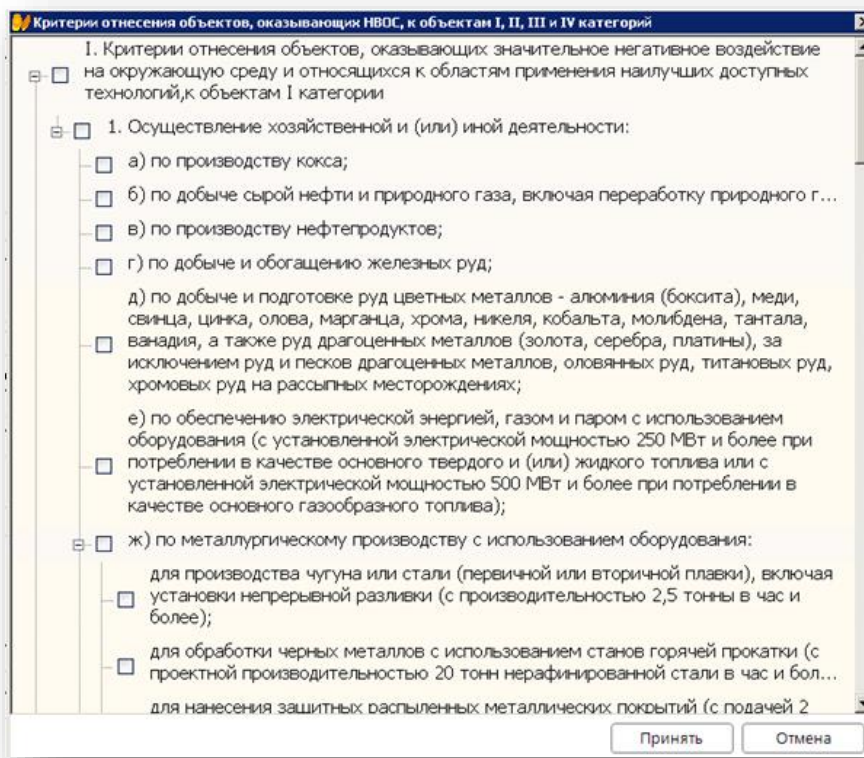 Критерии отнесения объектов, оказывающих НВОС, к объектам I, II, III и IV категорий
I. Критерии отнесения объектов, оказывающих значительное негативное воздействие
на окружающую среду и относящихся к областям применения наилучших доступных
технологий,к объектам I категории
1. Осуществление хозяйственной и (или) иной деятельности:
а) по производству кокса;
б) по добыче сырой нефти и природного газа, включая переработку природного г...
в) по производству нефтепродуктов;
г) по добыче и обогащению железных руд;
д) по добыче и подготовке руд цветных металлов - алюминия (боксита), меди,
свинца, цинка, олова, марганца, хрома, никеля, кобальта, молибдена, тантала,
ванадия, а также руд драгоценных металлов (золота, серебра, платины), за
исключением руд и песков драгоценных металлов, оловянных руд, титановых руд,
хромовых руд на рассыпных месторождениях;
е) по обеспечению электрической энергией, газом и паром с использованием
оборудования (с установленной электрической мощностью 250 МВт и более при
потреблении в качестве основного твердого и (или) жидкого топлива или с
установленной электрической мощностью 500 МВт и более при потреблении в
качестве основного газообразного топлива);
ж) по металлургическому производству с использованием оборудования:
для производства чугуна или стали (первичной или вторичной плавки), включая
установки непрерывной разливки (с производительностью 2,5 тонны в час и
более);
для обработки черных металлов с использованием станов горячей прокатки (с
проектной производительностью 20 тонн нерафинированной стали в час и бол...
для нанесения защитных распыленных металлических покрытий (с подачей 2
Принять
Отмена